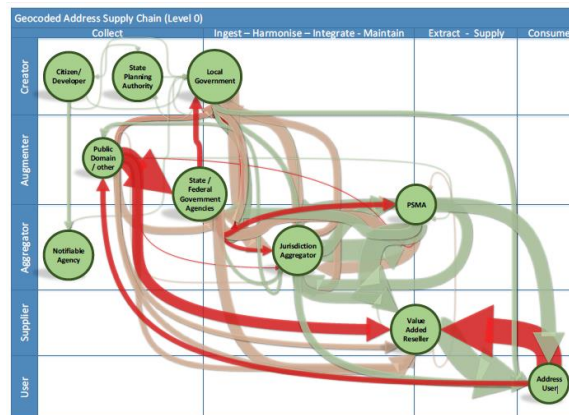 Geocoded Address Supply Chain (Level 0)
Collect
Ingest – Harmonise – Integrate - Maintain
Extract - Supply
Consume
Creator
Citizen/
Developer
State
Planning
Authority
Local
Government
Augmenter
Public
Domain
/ other
State /
Federal
Government
Agencies
PSMA
Aggregator
Notifiable
Agency
Jurisdiction
Aggregator
Supplier
Value
Added
Reseller
User
Address
User